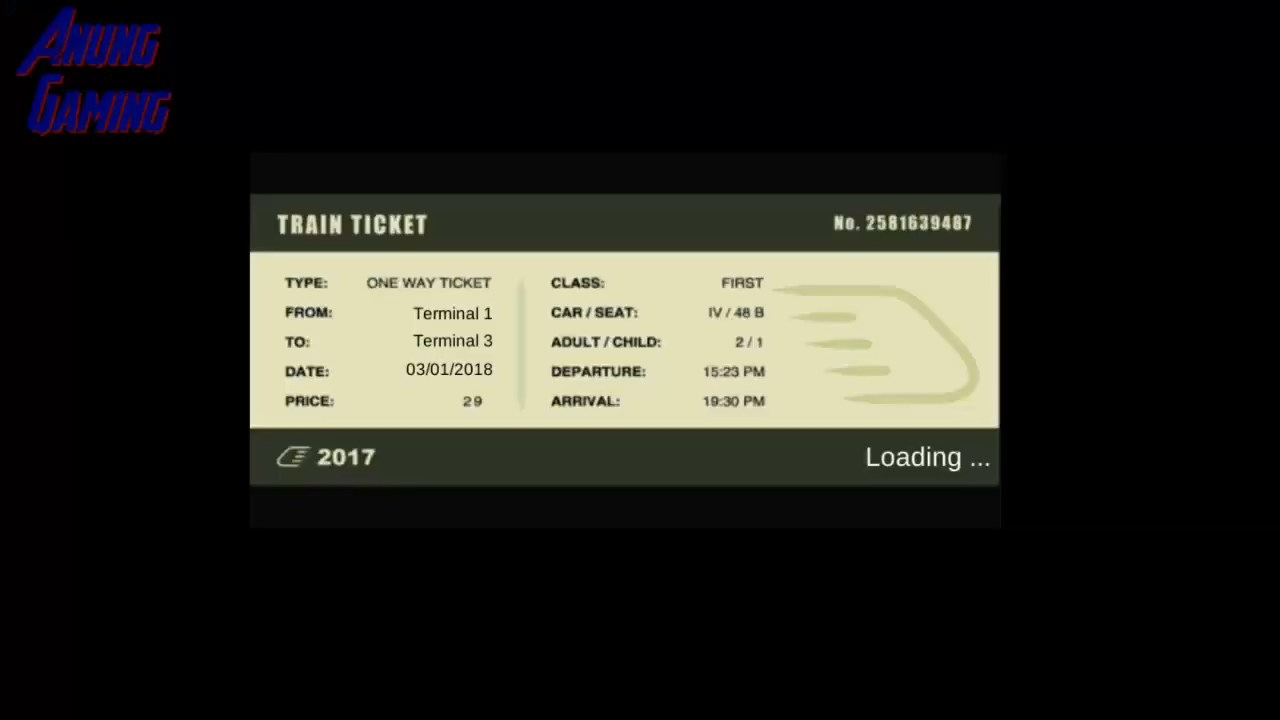 ANUNG
GAMING
TRAIN TICKET
No. 2581639487
TYPE: ONE WAY TICKET
FROM: Terminal 1
TO: Terminal 3
DATE: 03/01/2018
PRICE: 29
CLASS: FIRST
CAR / SEAT: IV / 48 B
ADULT / CHILD: 2 / 1
DEPARTURE: 15:23 PM
ARRIVAL: 19:30 PM
2017
Loading ...